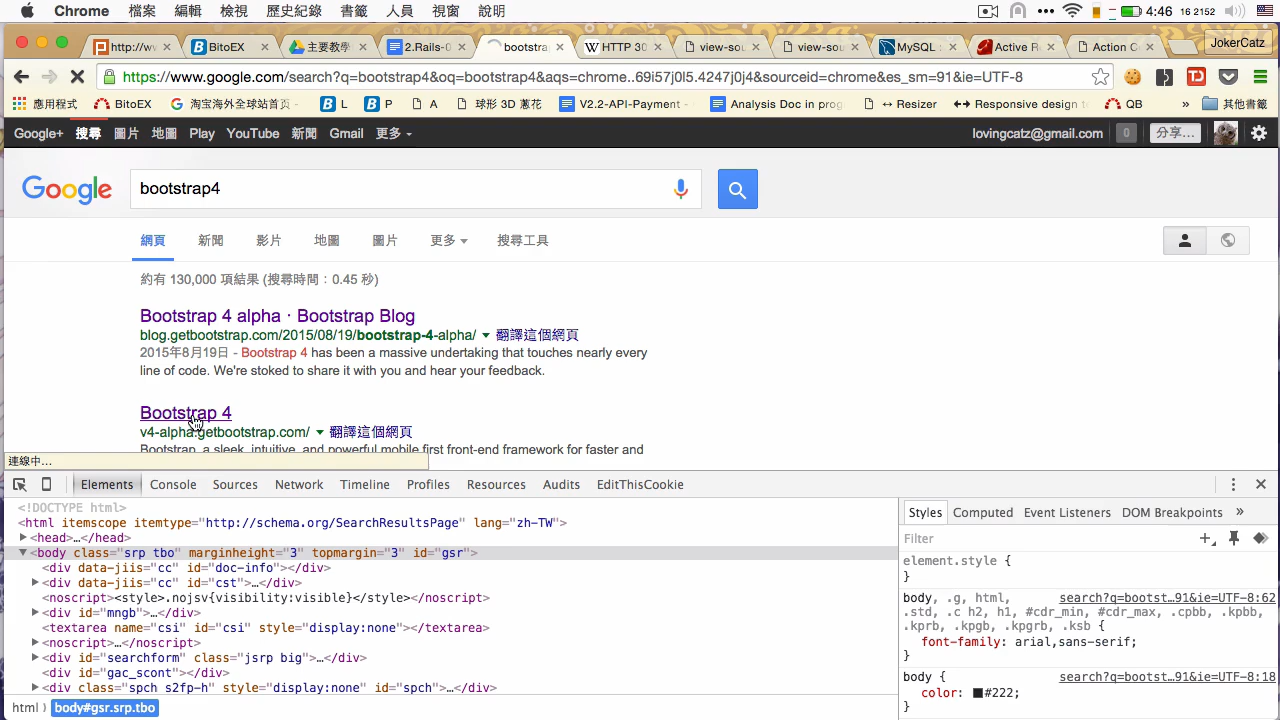 Chrome 檔案 編輯 檢視 歷史紀錄 書籤 人員 視窗 說明 4:46 16 2152
http://w BitoEX 主要教學 2.Rails- bootstra HTTP 30 view-sou view-sou MySQL Active Re Action C JokerCatz
https://www.google.com/search?q=bootstrap4&oq=bootstrap4&aqs=chrome..69i57j0l5.4247j0j4&sourceid=chrome&es_sm=91&ie=UTF-8
應用程式 BitoEX 淘宝海外全球站首页 - L P A 球形 3D 蔥花 V2.2-API-Payment - Analysis Doc in prog ↔ Resizer Responsive design t QB » 其他書籤
Google+ 搜尋 圖片 地圖 Play YouTube 新聞 Gmail 更多 lovingcatz@gmail.com 0 分享...
Google bootstrap4
網頁 新聞 影片 地圖 圖片 更多 搜尋工具
約有 130,000 項結果 (搜尋時間：0.45 秒)
Bootstrap 4 alpha · Bootstrap Blog
blog.getbootstrap.com/2015/08/19/bootstrap-4-alpha/ 翻譯這個網頁
2015年8月19日 - Bootstrap 4 has been a massive undertaking that touches nearly every
line of code. We're stoked to share it with you and hear your feedback.
Bootstrap 4
v4-alpha.getbootstrap.com/ 翻譯這個網頁
Bootstrap, a sleek, intuitive, and powerful mobile first front-end framework for faster and
連線中...
Elements Console Sources Network Timeline Profiles Resources Audits EditThisCookie
<!DOCTYPE html>
<html itemscope itemtype="http://schema.org/SearchResultsPage" lang="zh-TW">
<head>…</head>
<body class="srp tbo" marginheight="3" topmargin="3" id="gsr">
<div data-jiis="cc" id="doc-info"></div>
<div data-jiis="cc" id="cst">…</div>
<noscript><style>.nojsv{visibility:visible}</style></noscript>
<div id="mngb">…</div>
<textarea name="csi" id="csi" style="display:none"></textarea>
<noscript>…</noscript>
<div id="searchform" class="jsrp big">…</div>
<div id="gac_scont"></div>
<div class="spch s2fp-h" style="display:none" id="spch">…</div>
html body#gsr.srp.tbo
Styles Computed Event Listeners DOM Breakpoints »
Filter
element.style {
}
body, .g, html, search?q=bootst…91&ie=UTF-8:62
.std, .c h2, h1, #cdr_min, #cdr_max, .cpbb, .kpbb,
.kprb, .kpgb, .kpgrb, .ksb {
font-family: arial,sans-serif;
}
body { search?q=bootst…91&ie=UTF-8:18
color: #222;
}